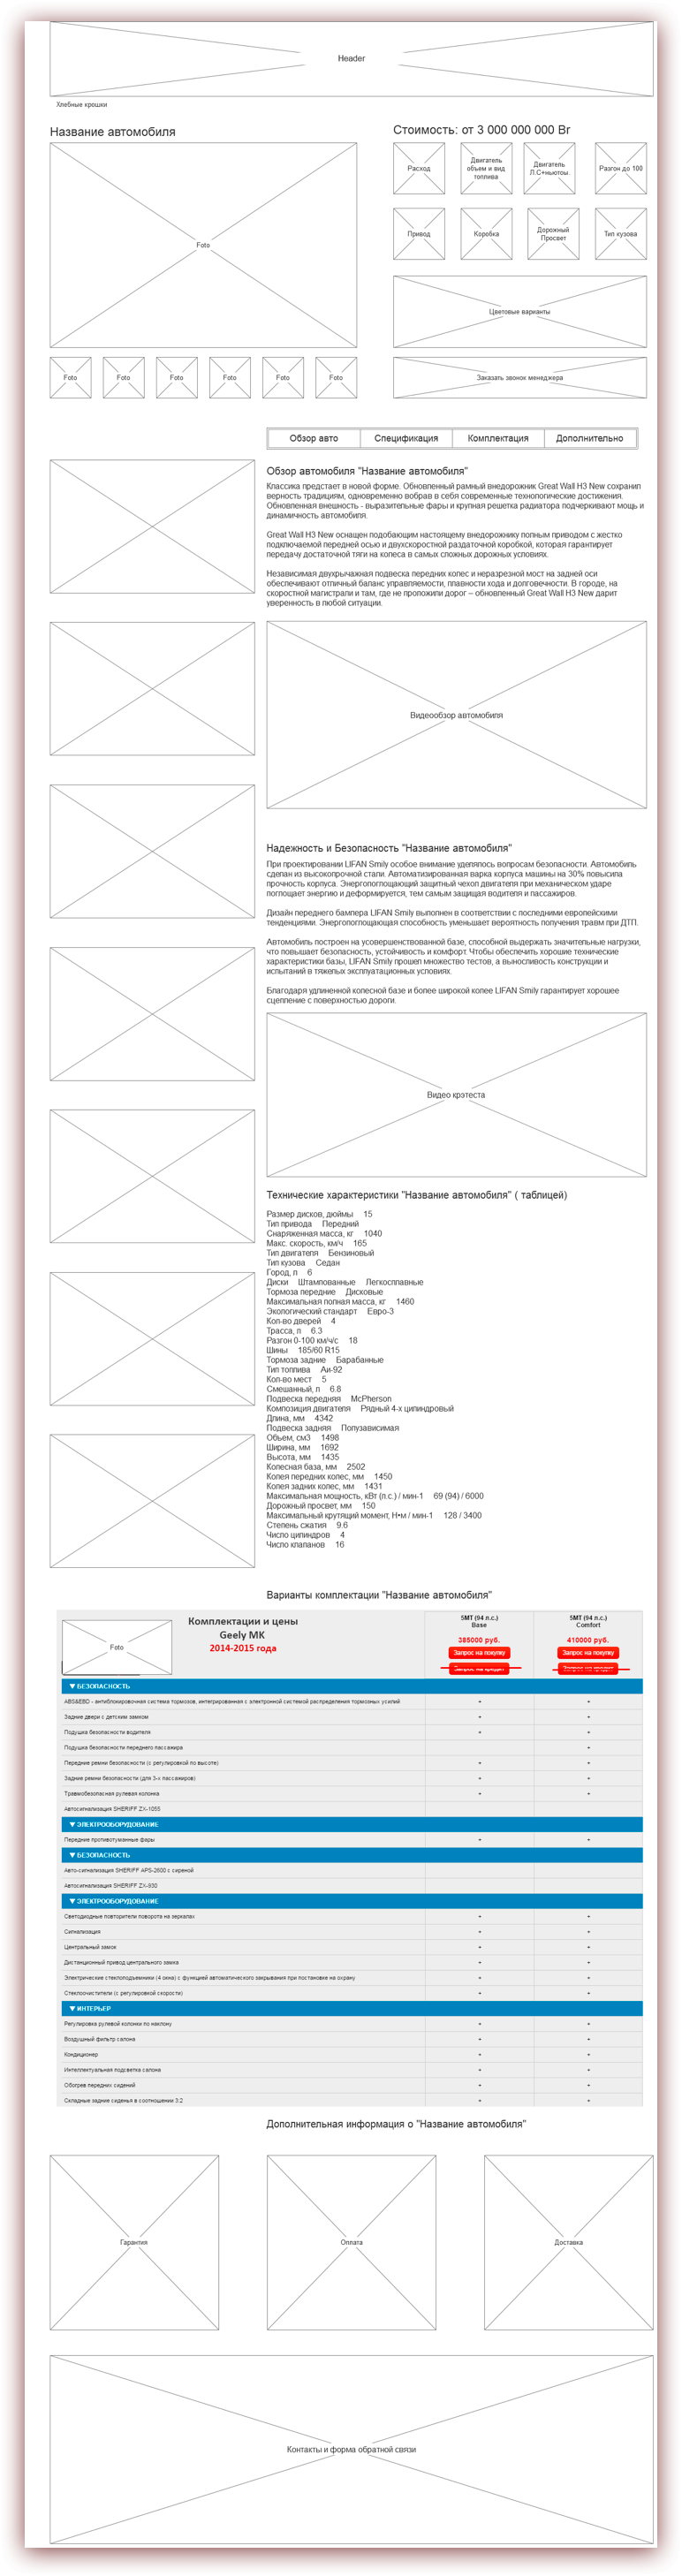 Header
Хлебные крошки
Название автомобиля
Стоимость: от 3 000 000 000 Br
Foto
Расход
Двигатель
объем и вид
топлива
Двигатель
Л.С+ньютоы.
Разгон до 100
Привод
Коробка
Дорожный
Просвет
Тип кузова
Цветовые варианты
Foto Foto Foto Foto Foto Foto
Заказать звонок менеджера
Обзор авто Спецификация Комплектация Дополнительно
Обзор автомобиля "Название автомобиля"
Классика предстает в новой форме. Обновленный рамный внедорожник Great Wall H3 New сохранил
верность традициям, одновременно вобрав в себя современные технологические достижения.
Обновленная внешность - выразительные фары и крупная решетка радиатора подчеркивают мощь и
динамичность автомобиля.
Great Wall H3 New оснащен подобающим настоящему внедорожнику полным приводом с жестко
подключаемой передней осью и двухскоростной раздаточной коробкой, которая гарантирует
передачу достаточной тяги на колеса в самых сложных дорожных условиях.
Независимая двухрычажная подвеска передних колес и неразрезной мост на задней оси
обеспечивают отличный баланс управляемости, плавности хода и долговечности. В городе, на
скоростной магистрали и там, где не проложили дорог – обновленный Great Wall H3 New дарит
уверенность в любой ситуации.
Видеообзор автомобиля
Надежность и Безопасность "Название автомобиля"
При проектировании LIFAN Smily особое внимание уделялось вопросам безопасности. Автомобиль
сделан из высокопрочной стали. Автоматизированная варка корпуса машины на 30% повысила
прочность корпуса. Энергопоглощающий защитный чехол двигателя при механическом ударе
поглощает энергию и деформируется, тем самым защищая водителя и пассажиров.
Дизайн переднего бампера LIFAN Smily выполнен в соответствии с последними европейскими
тенденциями. Энергопоглощающая способность уменьшает вероятность получения травм при ДТП.
Автомобиль построен на усовершенствованной базе, способной выдержать значительные нагрузки,
что повышает безопасность, устойчивость и комфорт. Чтобы обеспечить хорошие технические
характеристики базы, LIFAN Smily прошел множество тестов, а выносливость конструкции и
испытаний в тяжелых эксплуатационных условиях.
Благодаря удлиненной колесной базе и более широкой колее LIFAN Smily гарантирует хорошее
сцепление с поверхностью дороги.
Видео крэтеста
Технические характеристики "Название автомобиля" ( таблицей)
Размер дисков, дюймы 15
Тип привода Передний
Снаряженная масса, кг 1040
Макс. скорость, км/ч 165
Тип двигателя Бензиновый
Тип кузова Седан
Город, л 6
Диски Штампованные Легкосплавные
Тормоза передние Дисковые
Максимальная полная масса, кг 1460
Экологический стандарт Евро-3
Кол-во дверей 4
Трасса, л 6.3
Разгон 0-100 км/ч/с 18
Шины 185/60 R15
Тормоза задние Барабанные
Тип топлива Аи-92
Кол-во мест 5
Смешанный, л 6.8
Подвеска передняя McPherson
Композиция двигателя Рядный 4-х цилиндровый
Длина, мм 4342
Подвеска задняя Полузависимая
Объем, см3 1498
Ширина, мм 1692
Высота, мм 1435
Колесная база, мм 2502
Колея передних колес, мм 1450
Колея задних колес, мм 1431
Максимальная мощность, кВт (л.с.) / мин-1 69 (94) / 6000
Дорожный просвет, мм 150
Максимальный крутящий момент, Н•м / мин-1 128 / 3400
Степень сжатия 9.6
Число цилиндров 4
Число клапанов 16
Варианты комплектации "Название автомобиля"
Foto
Комплектации и цены
Geely MK
2014-2015 года
5МТ (94 л.с.)
Base
385000 руб.
Запрос на покупку
Запрос на кредит
5МТ (94 л.с.)
Comfort
410000 руб.
Запрос на покупку
Запрос на кредит
▼ БЕЗОПАСНОСТЬ
ABS&EBD - антиблокировочная система тормозов, интегрированная с электронной системой распределения тормозных усилий + +
Задние двери с детским замком + +
Подушка безопасности водителя + +
Подушка безопасности переднего пассажира +
Передние ремни безопасности (с регулировкой по высоте) + +
Задние ремни безопасности (для 3-х пассажиров) + +
Травмобезопасная рулевая колонка + +
Автосигнализация SHERIFF ZX-1055
▼ ЭЛЕКТРООБОРУДОВАНИЕ
Передние противотуманные фары + +
▼ БЕЗОПАСНОСТЬ
Авто-сигнализация SHERIFF APS-2600 с сиреной
Автосигнализация SHERIFF ZX-930
▼ ЭЛЕКТРООБОРУДОВАНИЕ
Светодиодные повторители поворота на зеркалах + +
Сигнализация + +
Центральный замок + +
Дистанционный привод центрального замка + +
Электрические стеклоподъемники (4 окна) с функцией автоматического закрывания при постановке на охрану + +
Стеклоочистители (с регулировкой скорости) + +
▼ ИНТЕРЬЕР
Регулировка рулевой колонки по наклону + +
Воздушный фильтр салона + +
Кондиционер + +
Интеллектуальная подсветка салона + +
Обогрев передних сидений + +
Складные задние сиденья в соотношении 3:2 + +
Дополнительная информация о "Название автомобиля"
Гарантия
Оплата
Доставка
Контакты и форма обратной связи